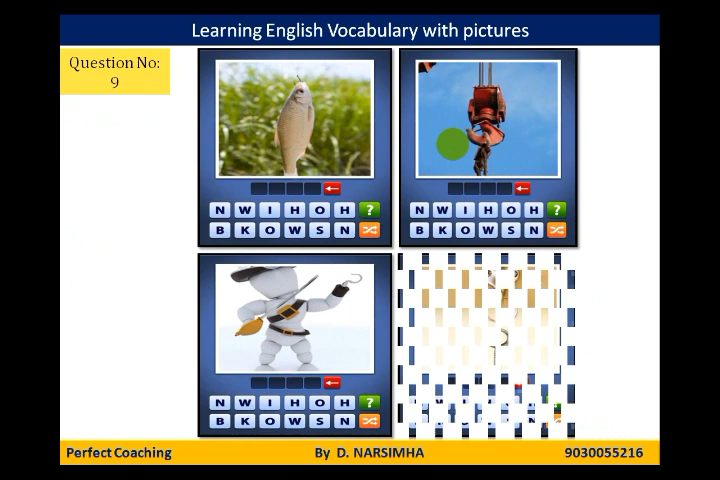 Learning English Vocabulary with pictures
Question No:
9
N W I H O H ?
B K O W S N
N W I H O H ?
B K O W S N
N W I H O H ?
B K O W S N
Perfect Coaching By D. NARSIMHA 9030055216